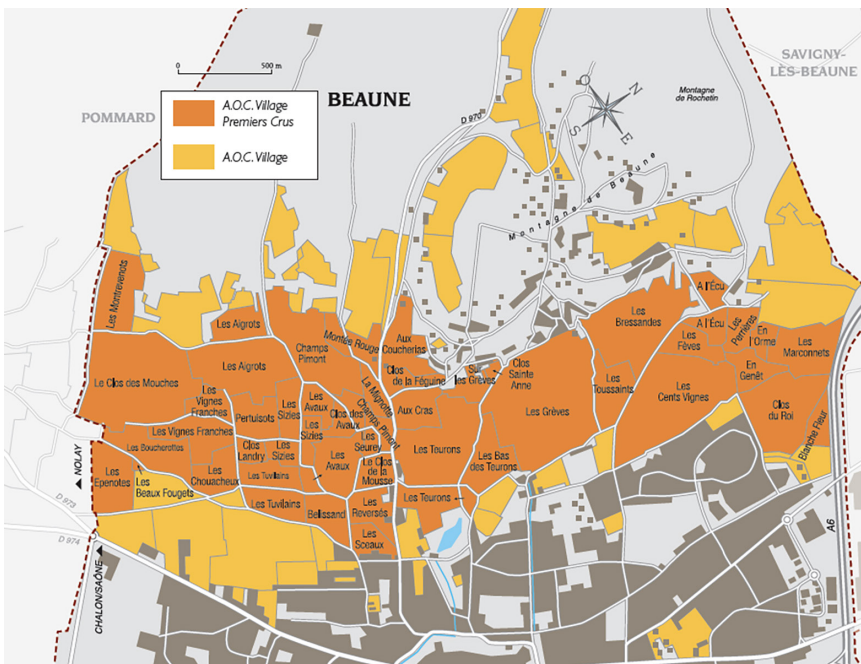 500 m
0
BEAUNE
A.O.C. Village
Premiers Crus
A.O.C. Village
POMMARD
SAVIGNY-
LÈS-BEAUNE
Montagne
de Rochetin
D 970
O
N
S
E
Montagne de Beaune
Les Montrevenots
Les Aigrots
Champs
Pimont
Montée Rouge
Aux
Coucherias
Clos
de la Féguine
Sur
les Grèves
Clos
Sainte
Anne
Les
Bressandes
A l'Écu
A l'Écu
Les
Perrières
En
l'Orme
Les
Marconnets
Le Clos des Mouches
Les Aigrots
Les
Vignes
Franches
Pertuisots
Les
Sizies
Les
Avaux
Clos des
Avaux
La Mignotte
Champs Pimont
Aux Cras
Les Grèves
Les
Toussaints
Les
Fèves
Les
Cents Vignes
En
Genêt
Clos
du Roi
Blanche Fleur
Les Vignes Franches
Les Boucherottes
Clos
Landry
Les
Sizies
Les
Sizies
Les
Seurey
Les
Avaux
Le Clos
de la
Mousse
Les Teurons
Les Bas
des Teurons
Les
Epenotes
Les
Beaux Fougets
Les
Chouacheux
Les Tuvilains
Les Tuvilains
Belissand
Les
Reversés
Les Teurons
Les
Sceaux
NOLAY
D 973
D 974
CHALON/SAÔNE
A6